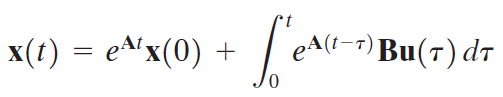 x(t) = e^{At}x(0) + ∫_0^t e^{A(t−τ)} Bu(τ) dτ